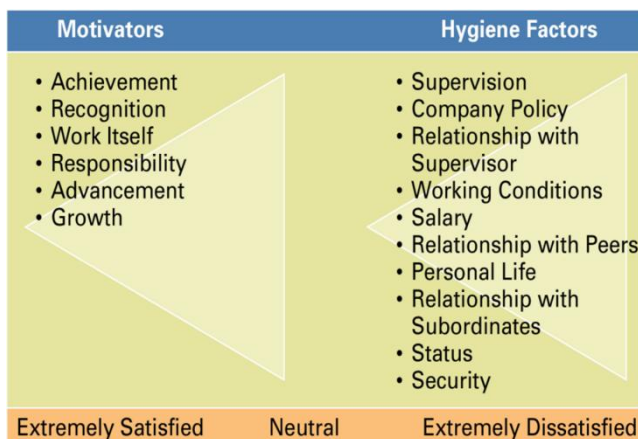 Motivators
Hygiene Factors
• Achievement
• Recognition
• Work Itself
• Responsibility
• Advancement
• Growth
• Supervision
• Company Policy
• Relationship with
Supervisor
• Working Conditions
• Salary
• Relationship with Peers
• Personal Life
• Relationship with
Subordinates
• Status
• Security
Extremely Satisfied
Neutral
Extremely Dissatisfied